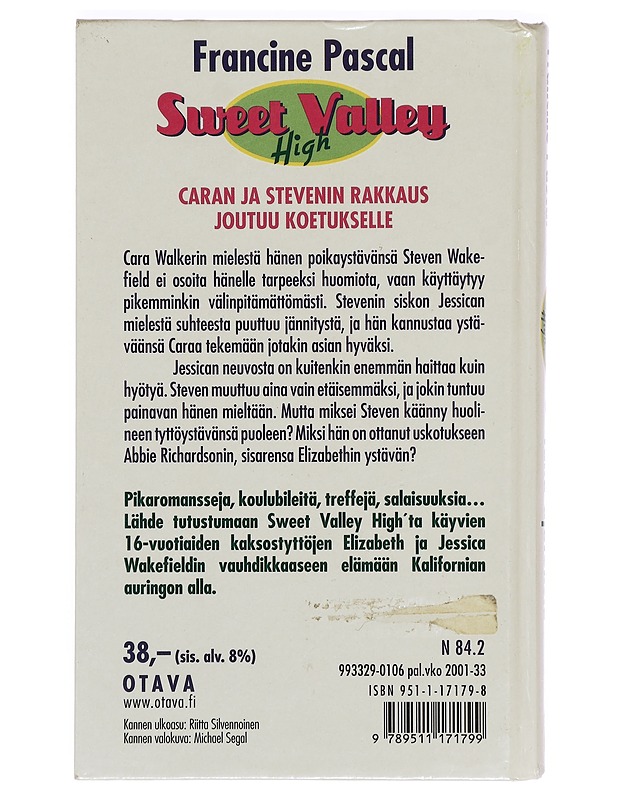 Francine Pascal
Sweet Valley
High
CARAN JA STEVENIN RAKKAUS
JOUTUU KOETUKSELLE
Cara Walkerin mielestä hänen poikaystävänsä Steven Wake-
field ei osoita hänelle tarpeeksi huomiota, vaan käyttäytyy
pikemminkin välinpitämättömästi. Stevenin siskon Jessican
mielestä suhteesta puuttuu jännitystä, ja hän kannustaa ystä-
väänsä Caraa tekemään jotakin asian hyväksi.
Jessican neuvosta on kuitenkin enemmän haittaa kuin
hyötyä. Steven muuttuu aina vain etäisemmäksi, ja jokin tuntuu
painavan hänen mieltään. Mutta miksei Steven käänny huoli-
neen tyttöystävänsä puoleen? Miksi hän on ottanut uskotukseen
Abbie Richardsonin, sisarensa Elizabethin ystävän?
Pikaromansseja, koulubileitä, treffejä, salaisuuksia...
Lähde tutustumaan Sweet Valley High´ta käyvien
16-vuotiaiden kaksostyttöjen Elizabeth ja Jessica
Wakefieldin vauhdikkaaseen elämään Kalifornian
auringon alla.
38,– (sis. alv. 8%)
OTAVA
www.otava.fi
Kannen ulkoasu: Riitta Silvennoinen
Kannen valokuva: Michael Segal
N 84.2
993329-0106 pal.vko 2001-33
ISBN 951-1-17179-8
9 789511 171799